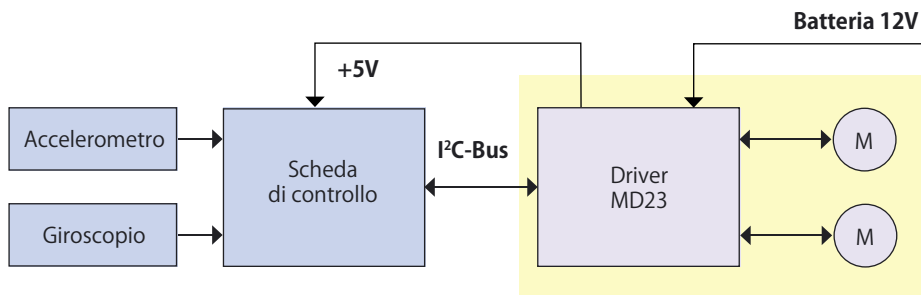 Batteria 12V
+5V
Accelerometro
Scheda
di controllo
I²C-Bus
Driver
MD23
M
Giroscopio
M